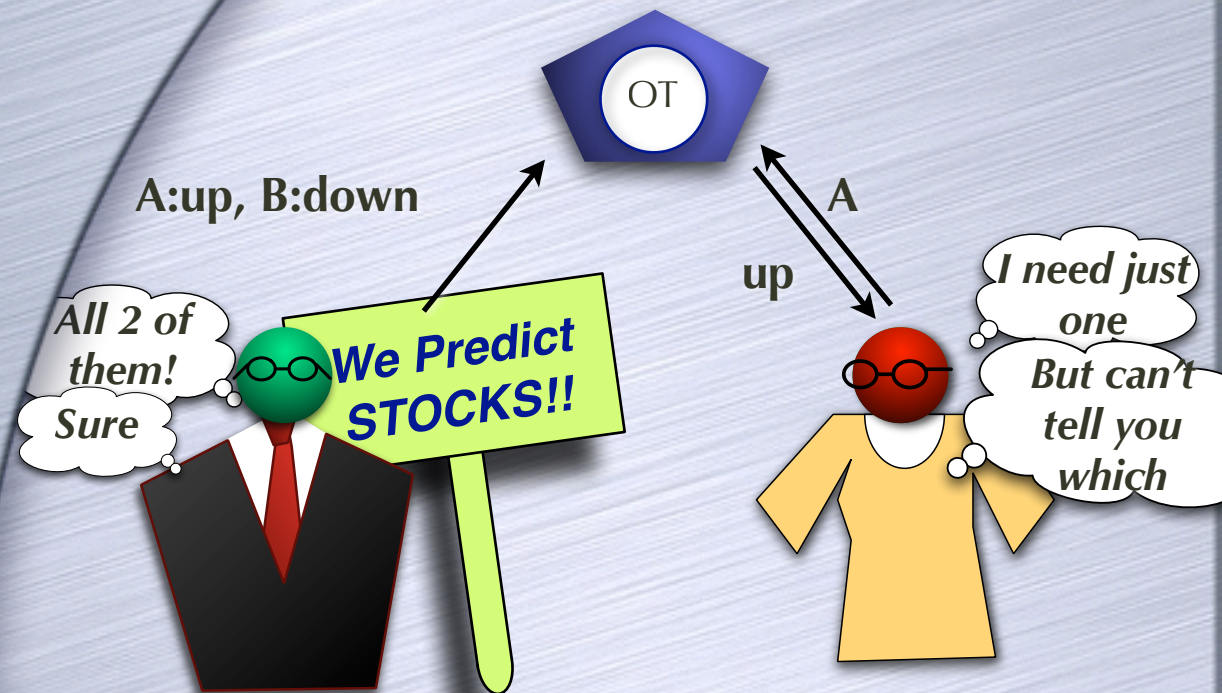 OT
A:up, B:down
A
up
All 2 of
them!
Sure
We Predict
STOCKS!!
I need just
one
But can't
tell you
which